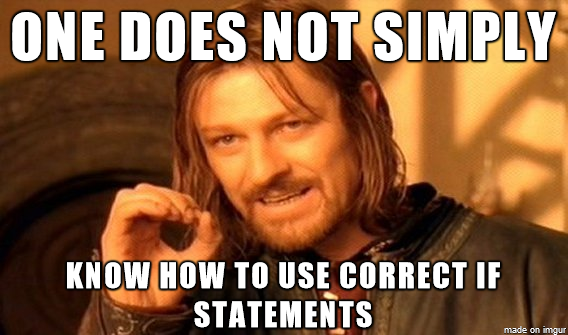 ONE DOES NOT SIMPLY
KNOW HOW TO USE CORRECT IF
STATEMENTS
made on imgur